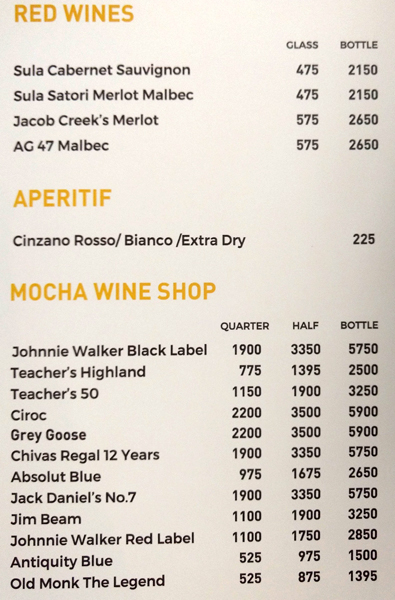 RED WINES
GLASS BOTTLE
Sula Cabernet Sauvignon 475 2150
Sula Satori Merlot Malbec 475 2150
Jacob Creek's Merlot 575 2650
AG 47 Malbec 575 2650
APERITIF
Cinzano Rosso/ Bianco /Extra Dry 225
MOCHA WINE SHOP
QUARTER HALF BOTTLE
Johnnie Walker Black Label 1900 3350 5750
Teacher's Highland 775 1395 2500
Teacher's 50 1150 1900 3250
Ciroc 2200 3500 5900
Grey Goose 2200 3500 5900
Chivas Regal 12 Years 1900 3350 5750
Absolut Blue 975 1675 2650
Jack Daniel's No.7 1900 3350 5750
Jim Beam 1100 1900 3250
Johnnie Walker Red Label 1100 1750 2850
Antiquity Blue 525 975 1500
Old Monk The Legend 525 875 1395